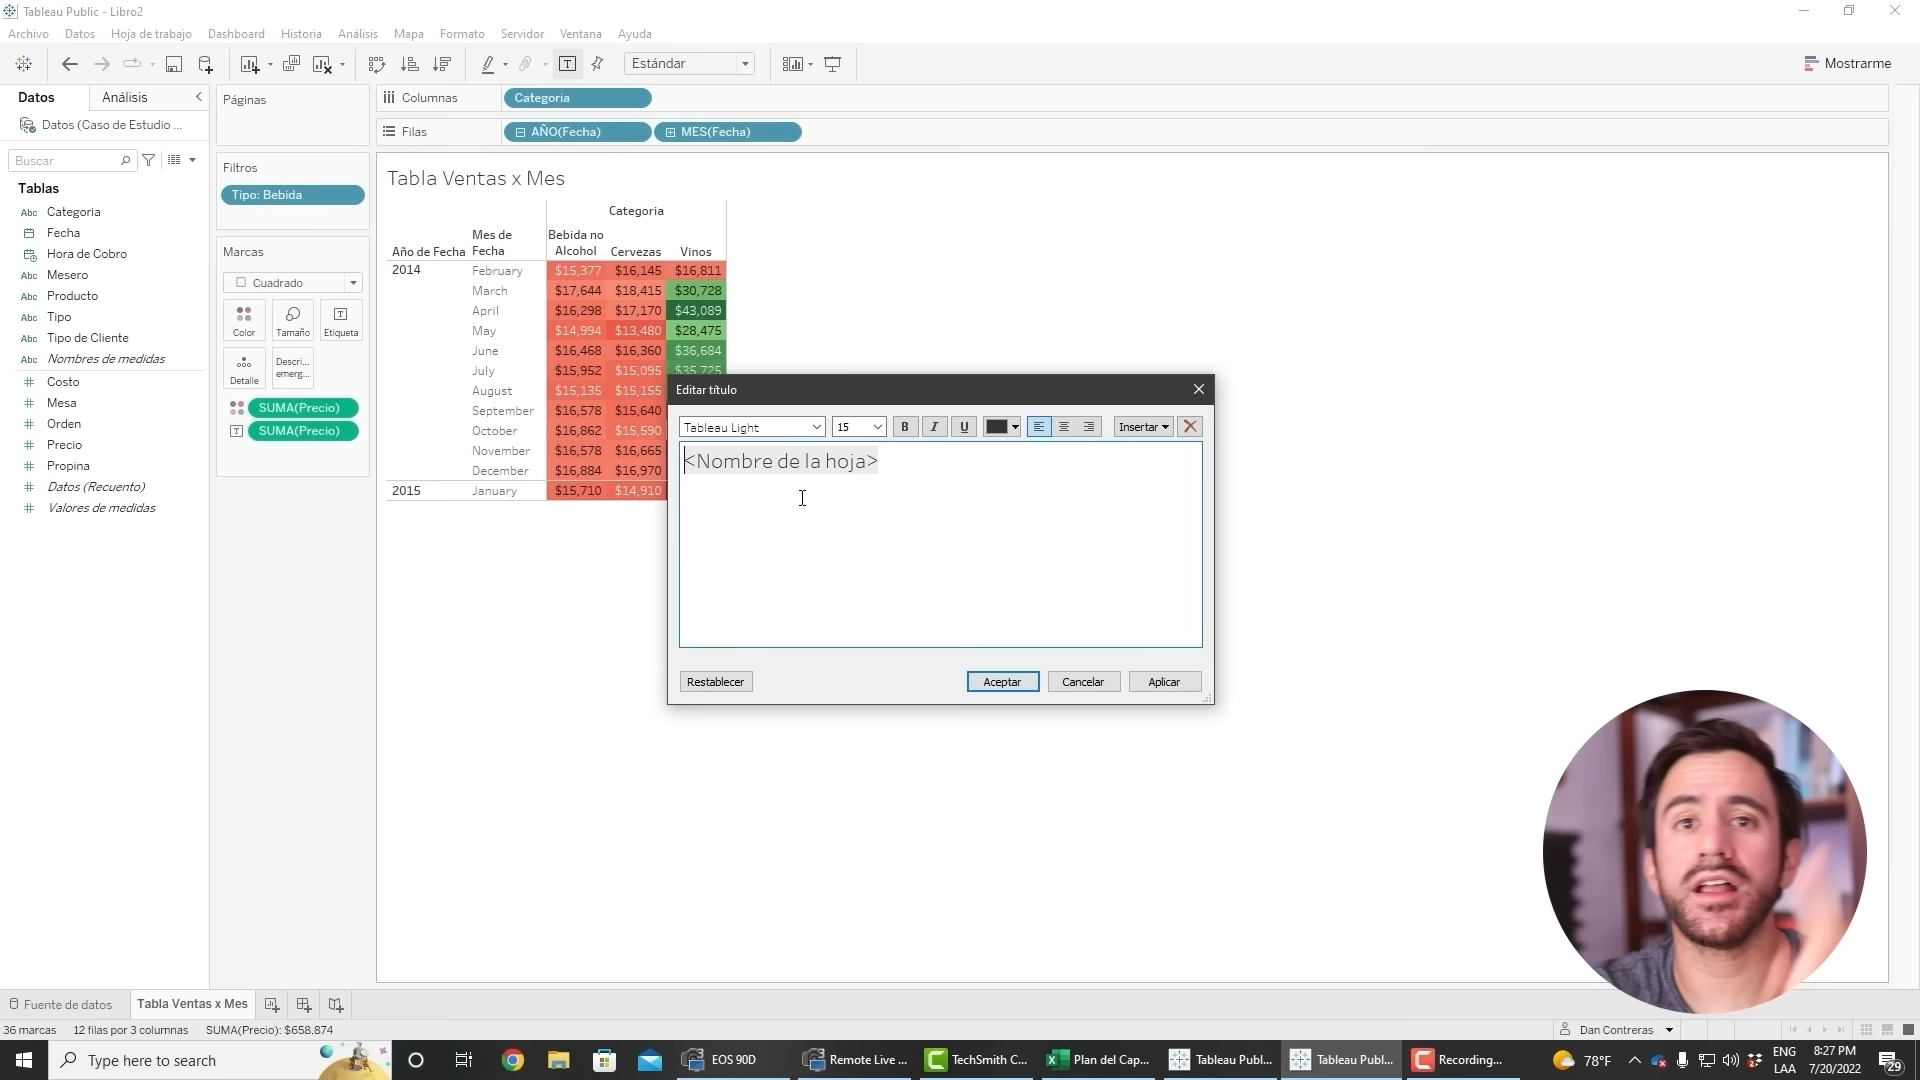 Tableau Public - Libro2
Archivo Datos Hoja de trabajo Dashboard Historia Análisis Mapa Formato Servidor Ventana Ayuda
Estándar
Mostrarme
Datos Análisis
Datos (Caso de Estudio ...
Buscar
Tablas
Abc Categoria
Fecha
Hora de Cobro
Abc Mesero
Abc Producto
Abc Tipo
Abc Tipo de Cliente
Abc Nombres de medidas
Costo
Mesa
Orden
Precio
Propina
Datos (Recuento)
Valores de medidas
Páginas
Filtros
Tipo: Bebida
Marcas
Cuadrado
Color Tamaño Etiqueta
Detalle Descri... emerg...
SUMA(Precio)
SUMA(Precio)
Columnas Categoria
Filas AÑO(Fecha) MES(Fecha)
Tabla Ventas x Mes
Categoria
Año de Fecha Mes de Fecha Bebida no Alcohol Cervezas Vinos
2014 February $15,377 $16,145 $16,811
March $17,644 $18,415 $30,728
April $16,298 $17,170 $43,089
May $14,994 $13,480 $28,475
June $16,468 $16,360 $36,684
July $15,952 $15,095 $35,725
August $15,135 $15,155
September $16,578 $15,640
October $16,862 $15,590
November $16,578 $16,665
December $16,884 $16,970
2015 January $15,710 $14,910
Editar título
Tableau Light 15 B I U Insertar
<Nombre de la hoja>
Restablecer Aceptar Cancelar Aplicar
Fuente de datos Tabla Ventas x Mes
36 marcas 12 filas por 3 columnas SUMA(Precio): $658,874
Dan Contreras
Type here to search
EOS 90D
Remote Live ...
TechSmith C...
Plan del Cap...
Tableau Publ...
Tableau Publ...
Recording...
78°F
ENG
LAA
8:27 PM
7/20/2022
29